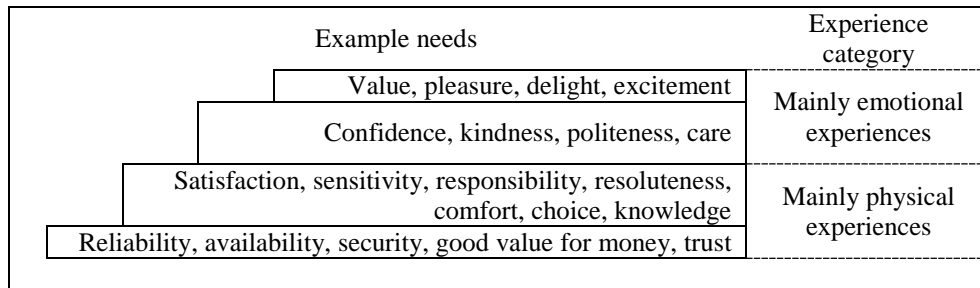 Example needs
Experience
category
Value, pleasure, delight, excitement
Confidence, kindness, politeness, care
Mainly emotional
experiences
Satisfaction, sensitivity, responsibility, resoluteness,
comfort, choice, knowledge
Reliability, availability, security, good value for money, trust
Mainly physical
experiences